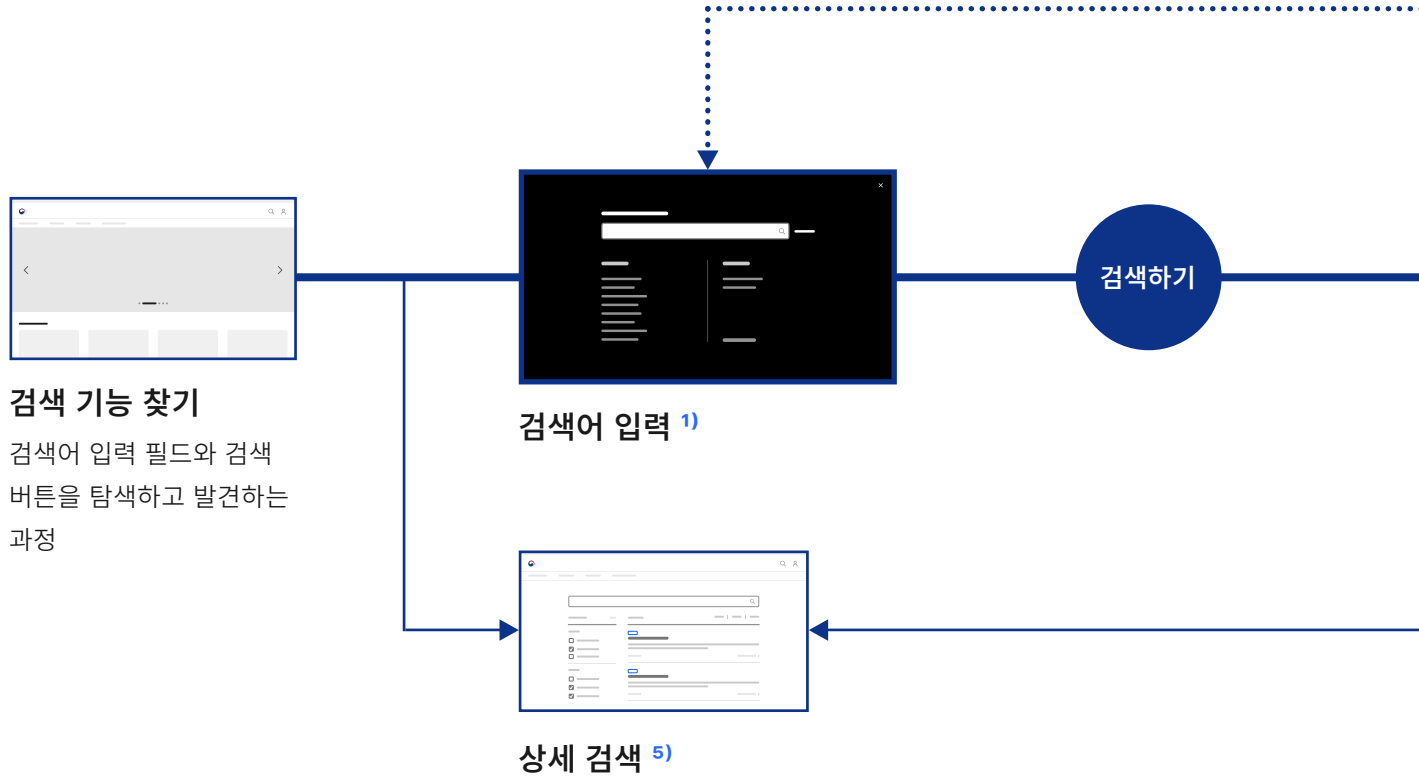 검색하기
검색 기능 찾기
검색어 입력 필드와 검색
버튼을 탐색하고 발견하는
과정
검색어 입력 1)
상세 검색 5)